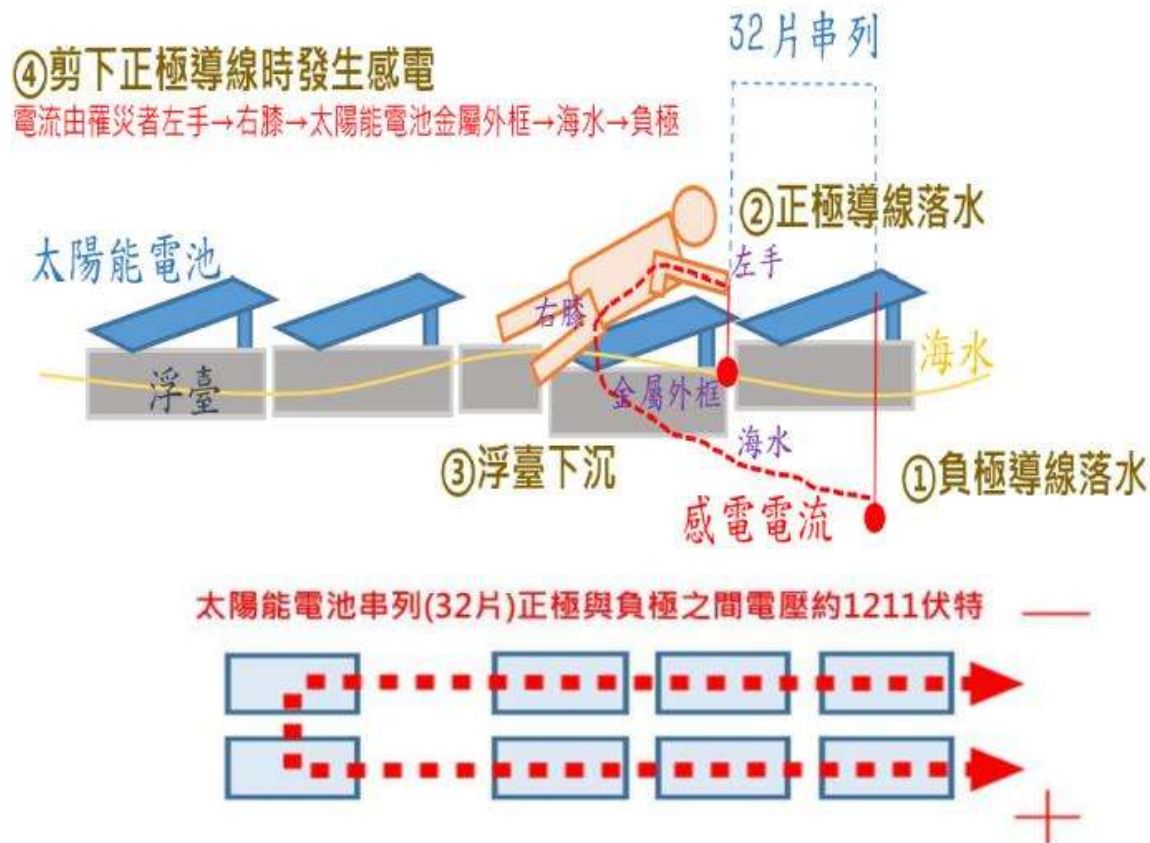 32片串列
④剪下正極導線時發生感電
電流由罹災者左手→右膝→太陽能電池金屬外框→海水→負極
②正極導線落水
太陽能電池
左手
右膝
海水
浮臺
金屬外框
海水
③浮臺下沉
①負極導線落水
感電電流
太陽能電池串列(32片)正極與負極之間電壓約1211伏特
—
+